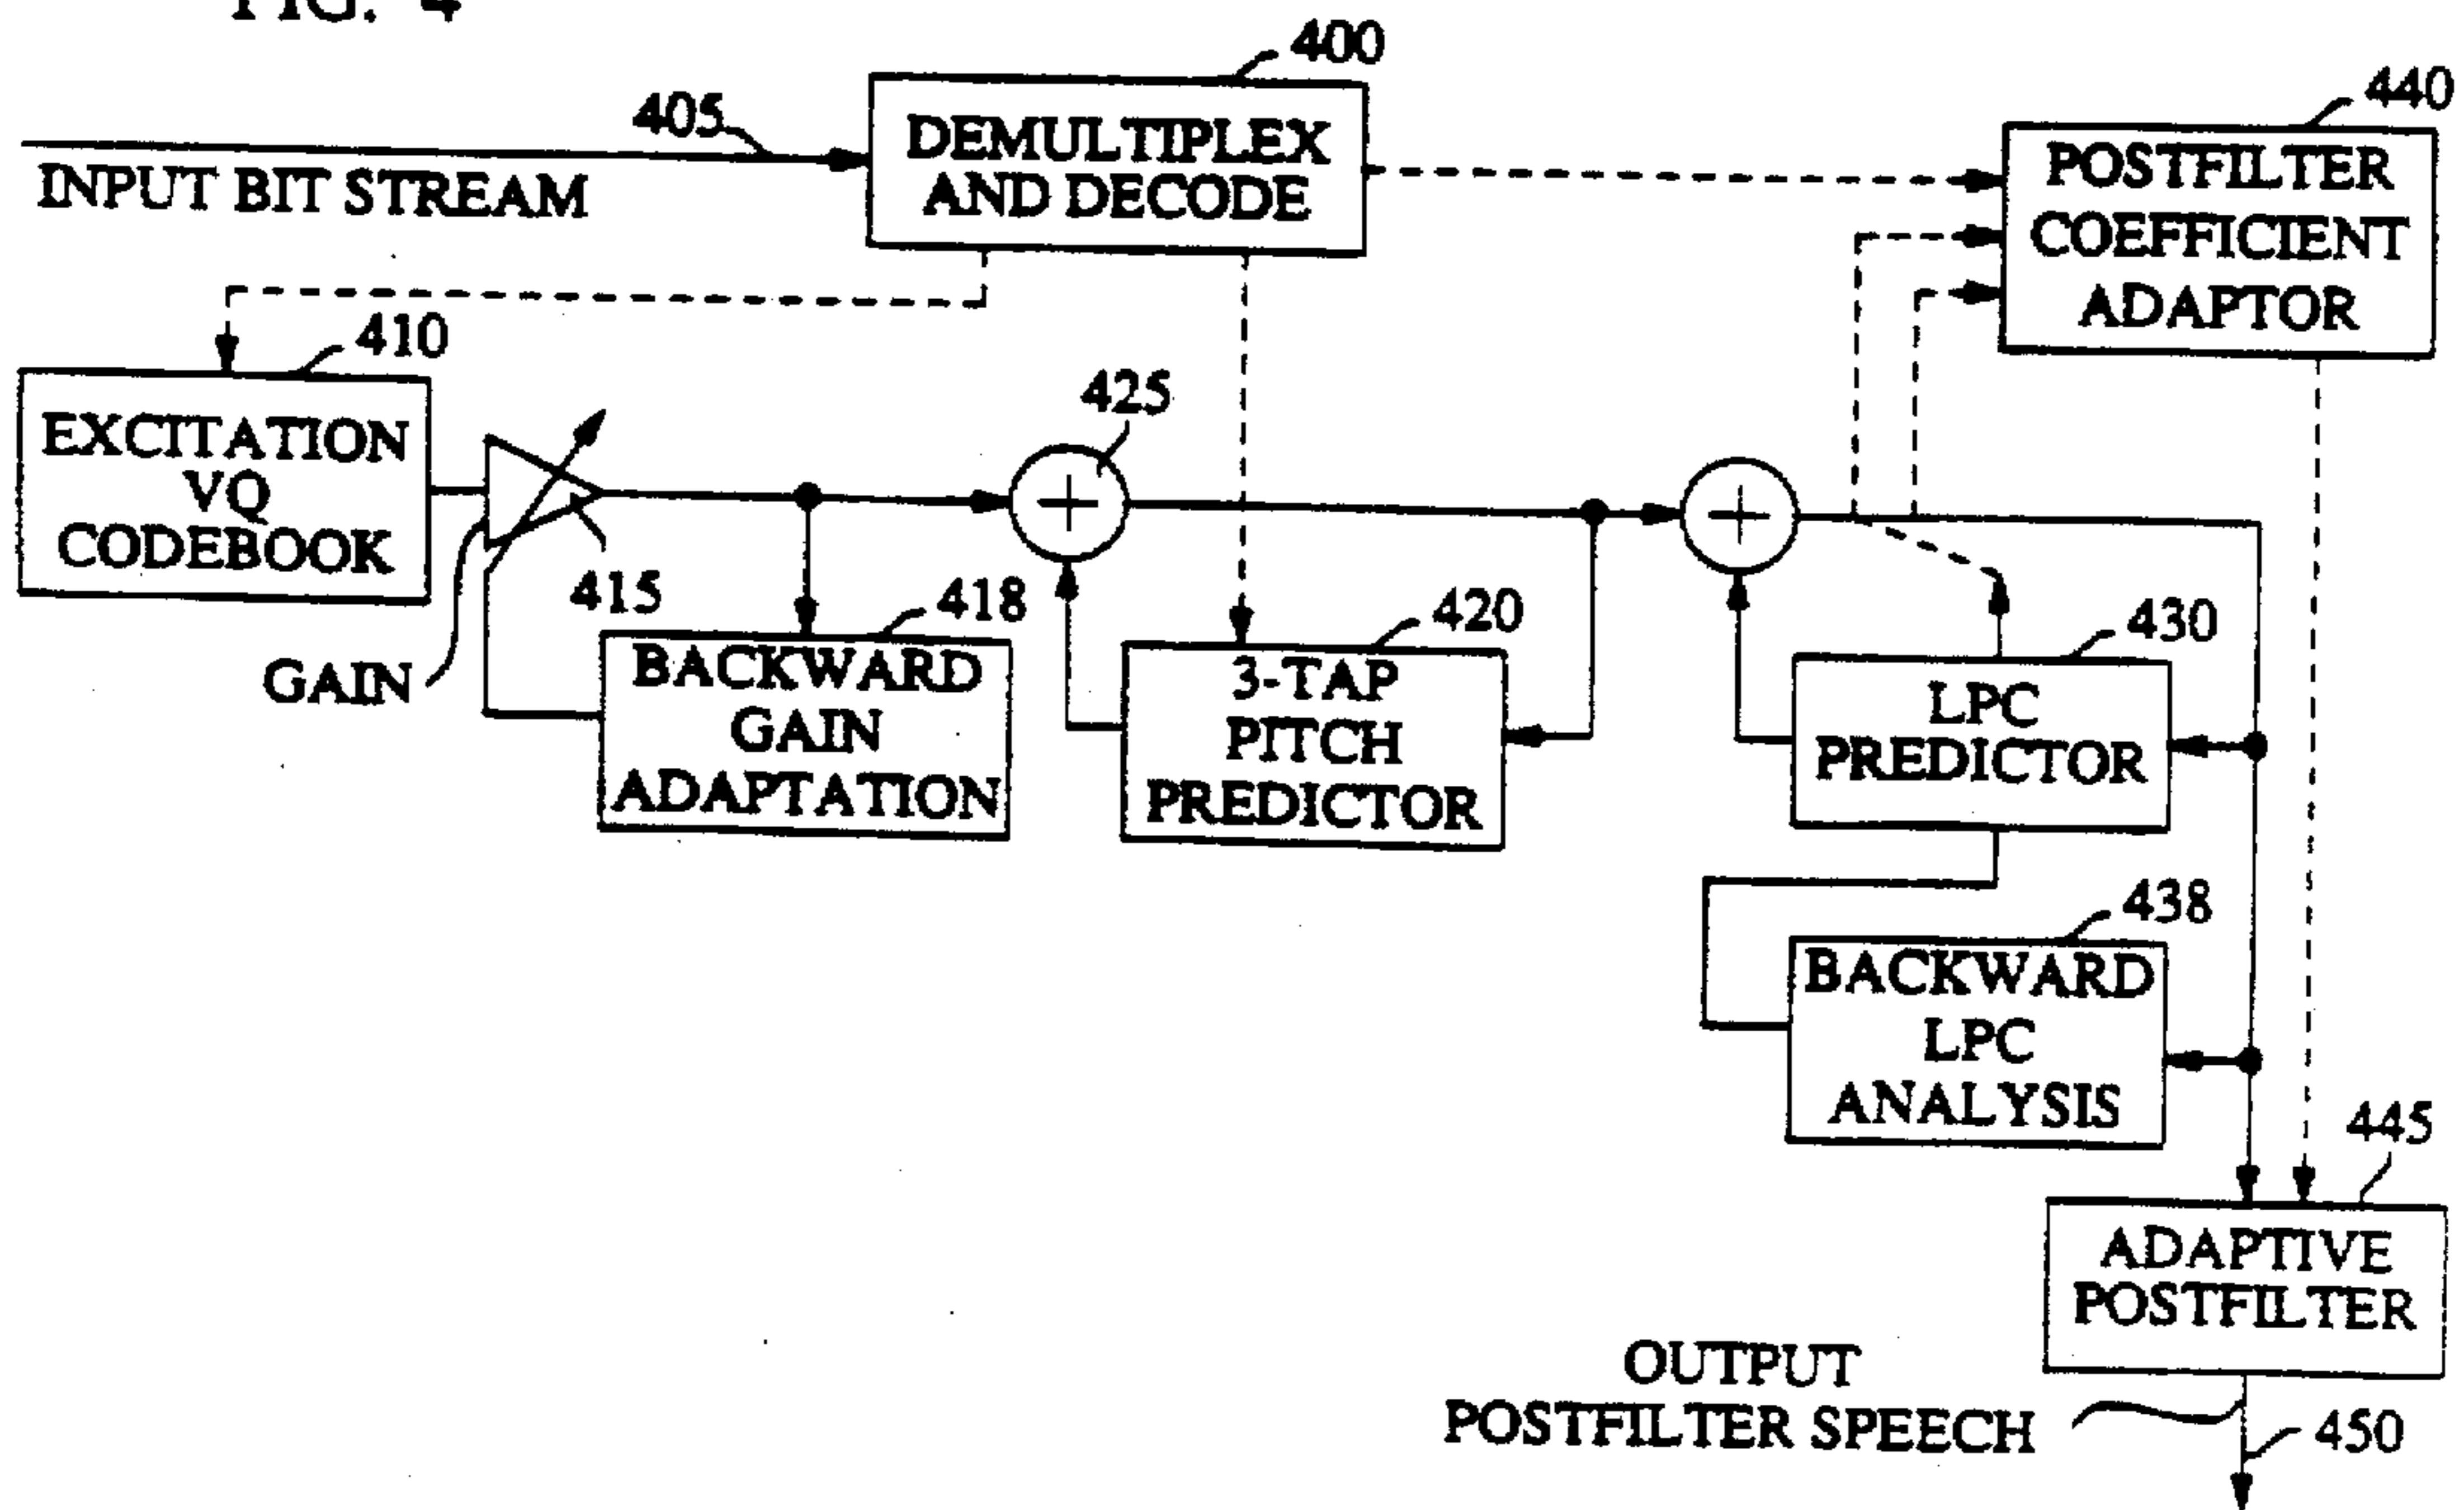 FIG. 4
400
440
405
DEMULTIPLEX
AND DECODE
POSTFILTER
COEFFICIENT
ADAPTOR
INPUT BIT STREAM
410
425
EXCITATION
VQ
CODEBOOK
415
418
420
430
GAIN
BACKWARD
GAIN
ADAPTATION
3-TAP
PITCH
PREDICTOR
LPC
PREDICTOR
438
BACKWARD
LPC
ANALYSIS
445
ADAPTIVE
POSTFILTER
OUTPUT
POSTFILTER SPEECH
450